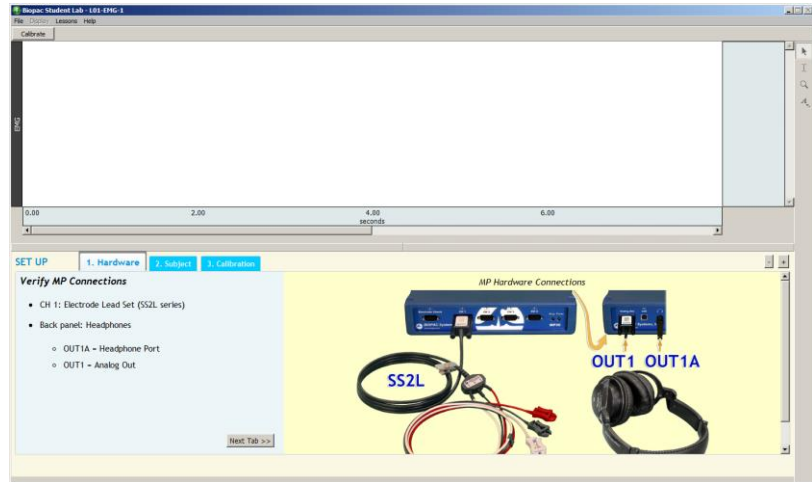 Biopac Student Lab - L01-EMG-1
File Display Lessons Help
Calibrate
EMG
0.00 2.00 4.00 6.00
seconds
SET UP 1. Hardware 2. Subject 3. Calibration
Verify MP Connections
• CH 1: Electrode Lead Set (SS2L series)
• Back panel: Headphones
○ OUT1A - Headphone Port
○ OUT1 - Analog Out
Next Tab >>
MP Hardware Connections
SS2L
OUT1 OUT1A